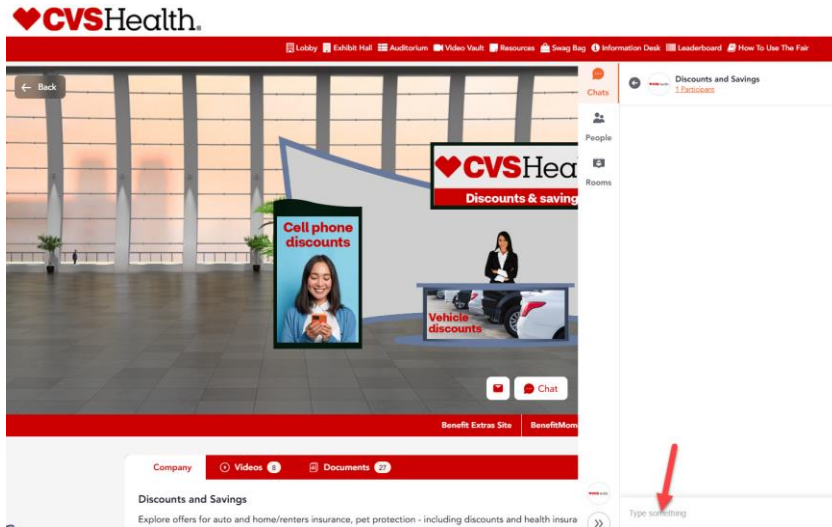 CVSHealth.
Lobby Exhibit Hall Auditorium Video Vault Resources Swag Bag Information Desk Leaderboard How To Use The Fair
← Back
Chats
People
Rooms
Discounts and Savings
1 Participant
CVSHea
Discounts & saving
Cell phone
discounts
Vehicle
discounts
Chat
Benefit Extras Site BenefitMom
Company Videos 8 Documents 27
Discounts and Savings
Explore offers for auto and home/renters insurance, pet protection - including discounts and health insura
Type something